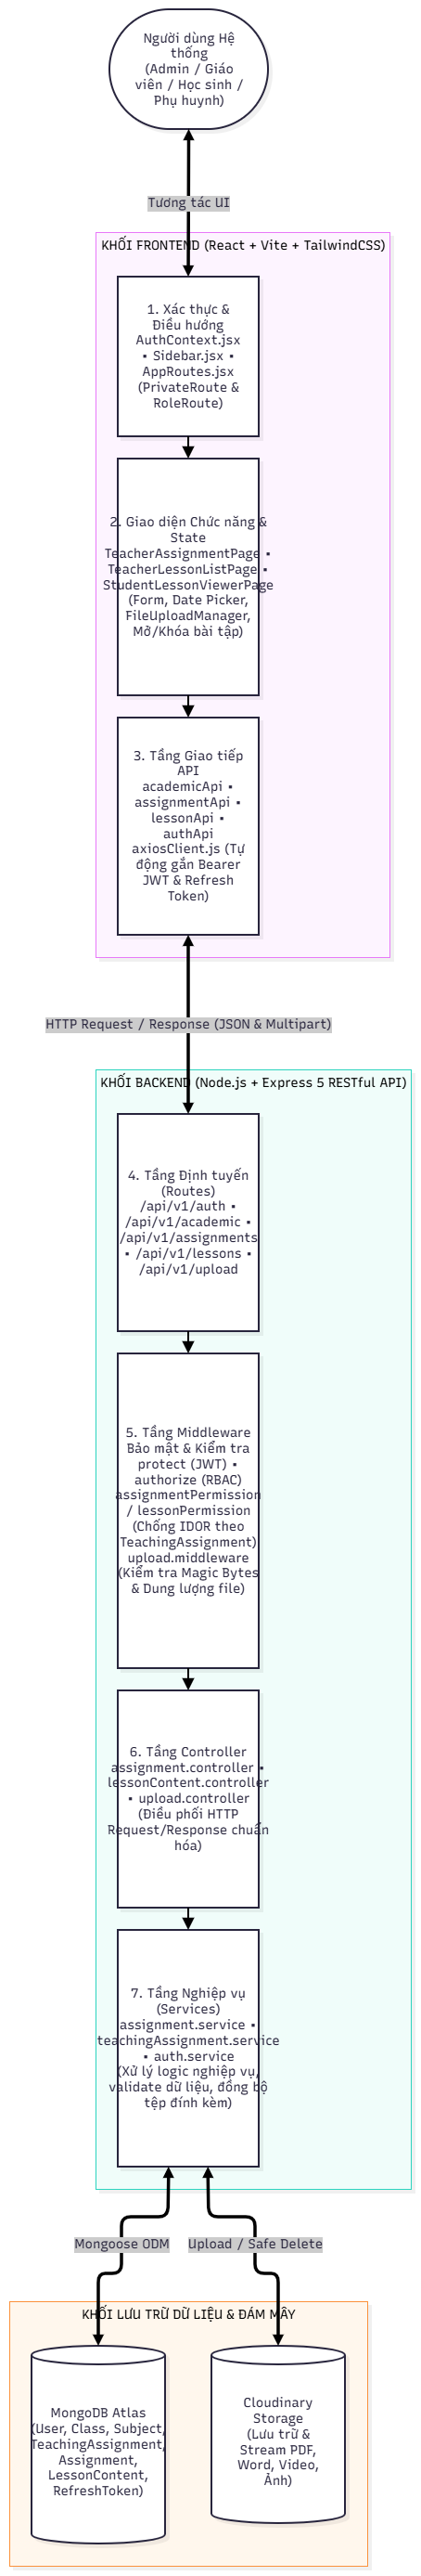 Người dùng Hệ
thống
(Admin / Giáo
viên / Học sinh /
Phụ huynh)
Tương tác UI
KHỐI FRONTEND (React + Vite + TailwindCSS)
1. Xác thực &
Điều hướng
AuthContext.jsx
• Sidebar.jsx •
AppRoutes.jsx
(PrivateRoute &
RoleRoute)
2. Giao diện Chức năng &
State
TeacherAssignmentPage •
TeacherLessonListPage •
StudentLessonViewerPage
(Form, Date Picker,
FileUploadManager,
Mở/Khóa bài tập)
3. Tầng Giao tiếp
API
academicApi •
assignmentApi •
lessonApi •
authApi
axiosClient.js (Tự
động gắn Bearer
JWT & Refresh
Token)
HTTP Request / Response (JSON & Multipart)
KHỐI BACKEND (Node.js + Express 5 RESTful API)
4. Tầng Định tuyến
(Routes)
/api/v1/auth •
/api/v1/academic •
/api/v1/assignments
• /api/v1/lessons •
/api/v1/upload
5. Tầng Middleware
Bảo mật & Kiểm tra
protect (JWT) •
authorize (RBAC)
assignmentPermission
/ lessonPermission
(Chống IDOR theo
TeachingAssignment)
upload.middleware
(Kiểm tra Magic Bytes
& Dung lượng file)
6. Tầng Controller
assignment.controller •
lessonContent.controller
• upload.controller
(Điều phối HTTP
Request/Response chuẩn
hóa)
7. Tầng Nghiệp vụ
(Services)
assignment.service •
teachingAssignment.service
• auth.service
(Xử lý logic nghiệp vụ,
validate dữ liệu, đồng bộ
tệp đính kèm)
Mongoose ODM
Upload / Safe Delete
KHỐI LƯU TRỮ DỮ LIỆU & ĐÁM MÂY
MongoDB Atlas
(User, Class, Subject,
TeachingAssignment,
Assignment,
LessonContent,
RefreshToken)
Cloudinary
Storage
(Lưu trữ &
Stream PDF,
Word, Video,
Ảnh)